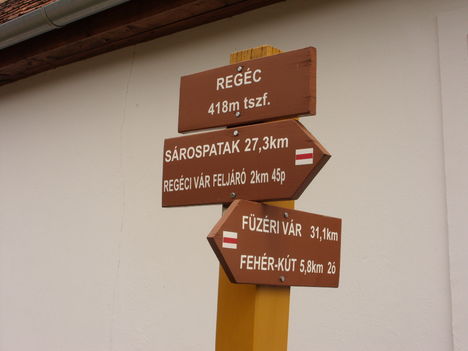 REGÉC
418m tszf.
SÁROSPATAK 27,3km
REGÉCI VÁR FELJÁRÓ 2km 45p
FÜZÉRI VÁR 31,1km
FEHÉR-KÚT 5,8km 2ó